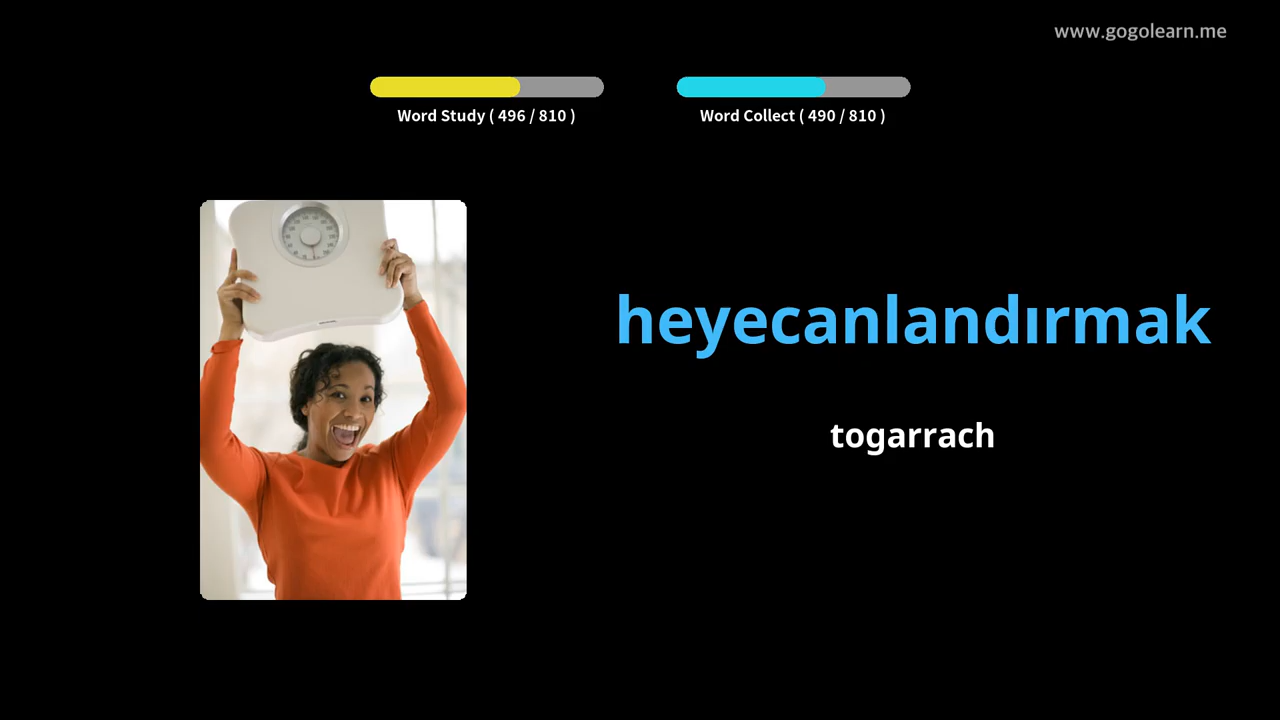 www.gogolearn.me
Word Study ( 496 / 810 )
Word Collect ( 490 / 810 )
heyecanlandırmak
togarrach